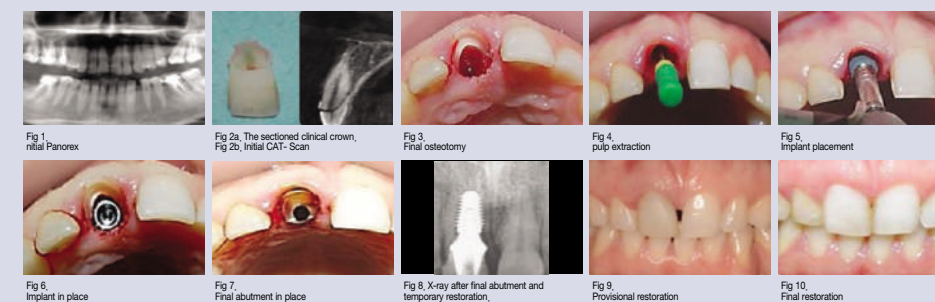 Fig 1.
nitial Panorex
Fig 2a. The sectioned clinical crown.
Fig 2b. Initial CAT- Scan
Fig 3.
Final osteotomy
Fig 4.
pulp extraction
Fig 5.
Implant placement
Fig 6.
Implant in place
Fig 7.
Final abutment in place
Fig 8. X-ray after final abutment and
temporary restoration.
Fig 9.
Provisional restoration
Fig 10.
Final restoration